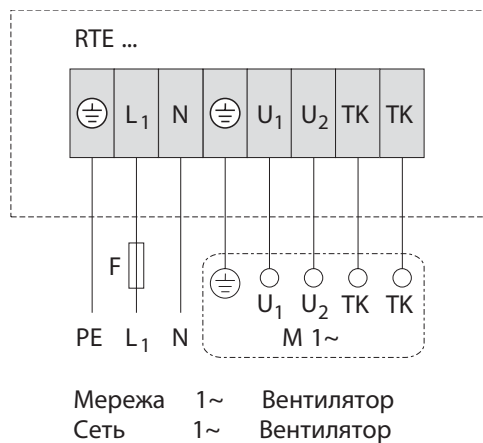 RTE ...
L1 N U1 U2 TK TK
F
U1 U2 TK TK
PE L1 N M 1~
Мережа 1~ Вентилятор
Сеть 1~ Вентилятор